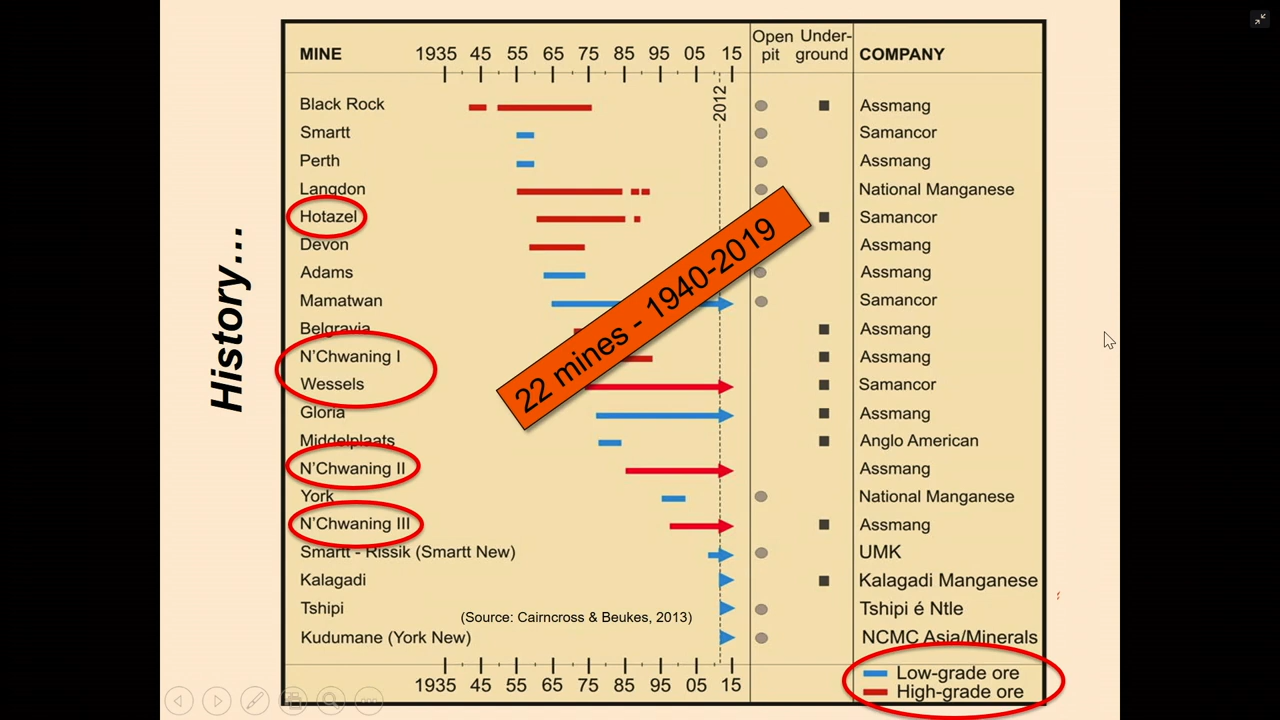 History...
MINE 1935 45 55 65 75 85 95 05 15 Open pit Under-ground COMPANY
2012
Black Rock Assmang
Smartt Samancor
Perth Assmang
Langdon National Manganese
Hotazel Samancor
Devon Assmang
Adams Assmang
Mamatwan Samancor
Belgravia Assmang
N'Chwaning I Assmang
Wessels Samancor
Gloria Assmang
Middelplaats Anglo American
N'Chwaning II Assmang
York National Manganese
N'Chwaning III Assmang
Smartt - Rissik (Smartt New) UMK
Kalagadi Kalagadi Manganese
Tshipi Tshipi é Ntle
(Source: Cairncross & Beukes, 2013)
Kudumane (York New) NCMC Asia/Minerals
22 mines - 1940-2019
1935 45 55 65 75 85 95 05 15
Low-grade ore
High-grade ore